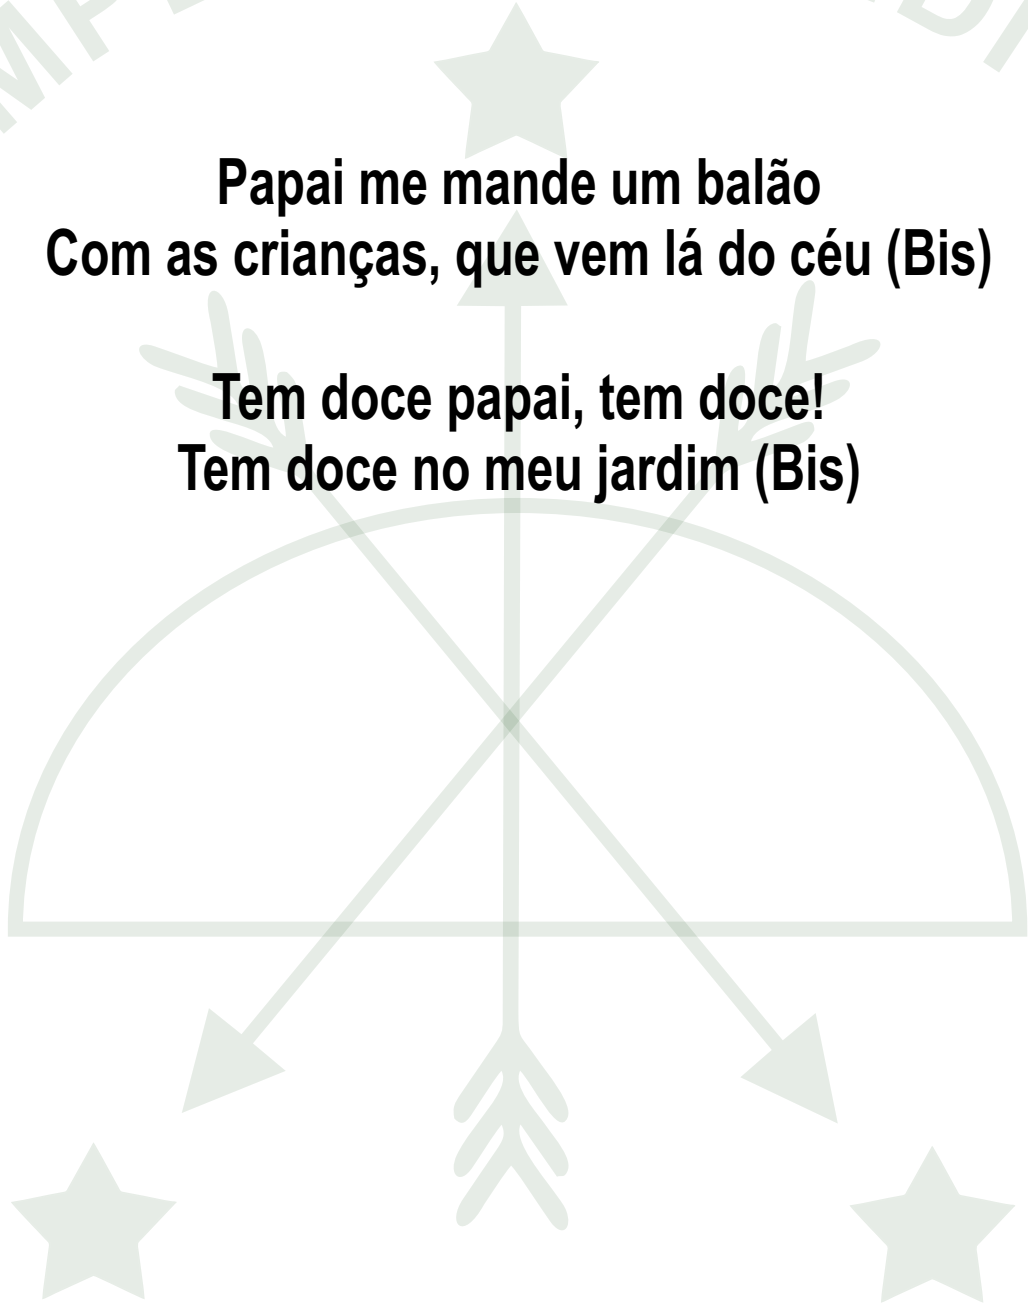 Papai me mande um balão
Com as crianças, que vem lá do céu (Bis)
Tem doce papai, tem doce!
Tem doce no meu jardim (Bis)